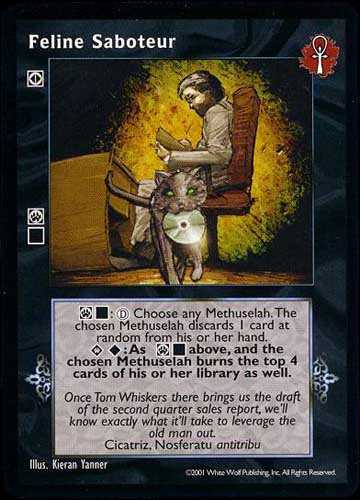 Feline Saboteur
D: Choose any Methuselah. The
chosen Methuselah discards 1 card at
random from his or her hand.
:As above, and the
chosen Methuselah burns the top 4
cards of his or her library as well.
Once Tom Whiskers there brings us the draft
of the second quarter sales report, we'll
know exactly what it'll take to leverage the
old man out.
Cicatriz, Nosferatu antitribu
Illus. Kieran Yanner
©2001 White Wolf Publishing, Inc. All Rights Reserved.